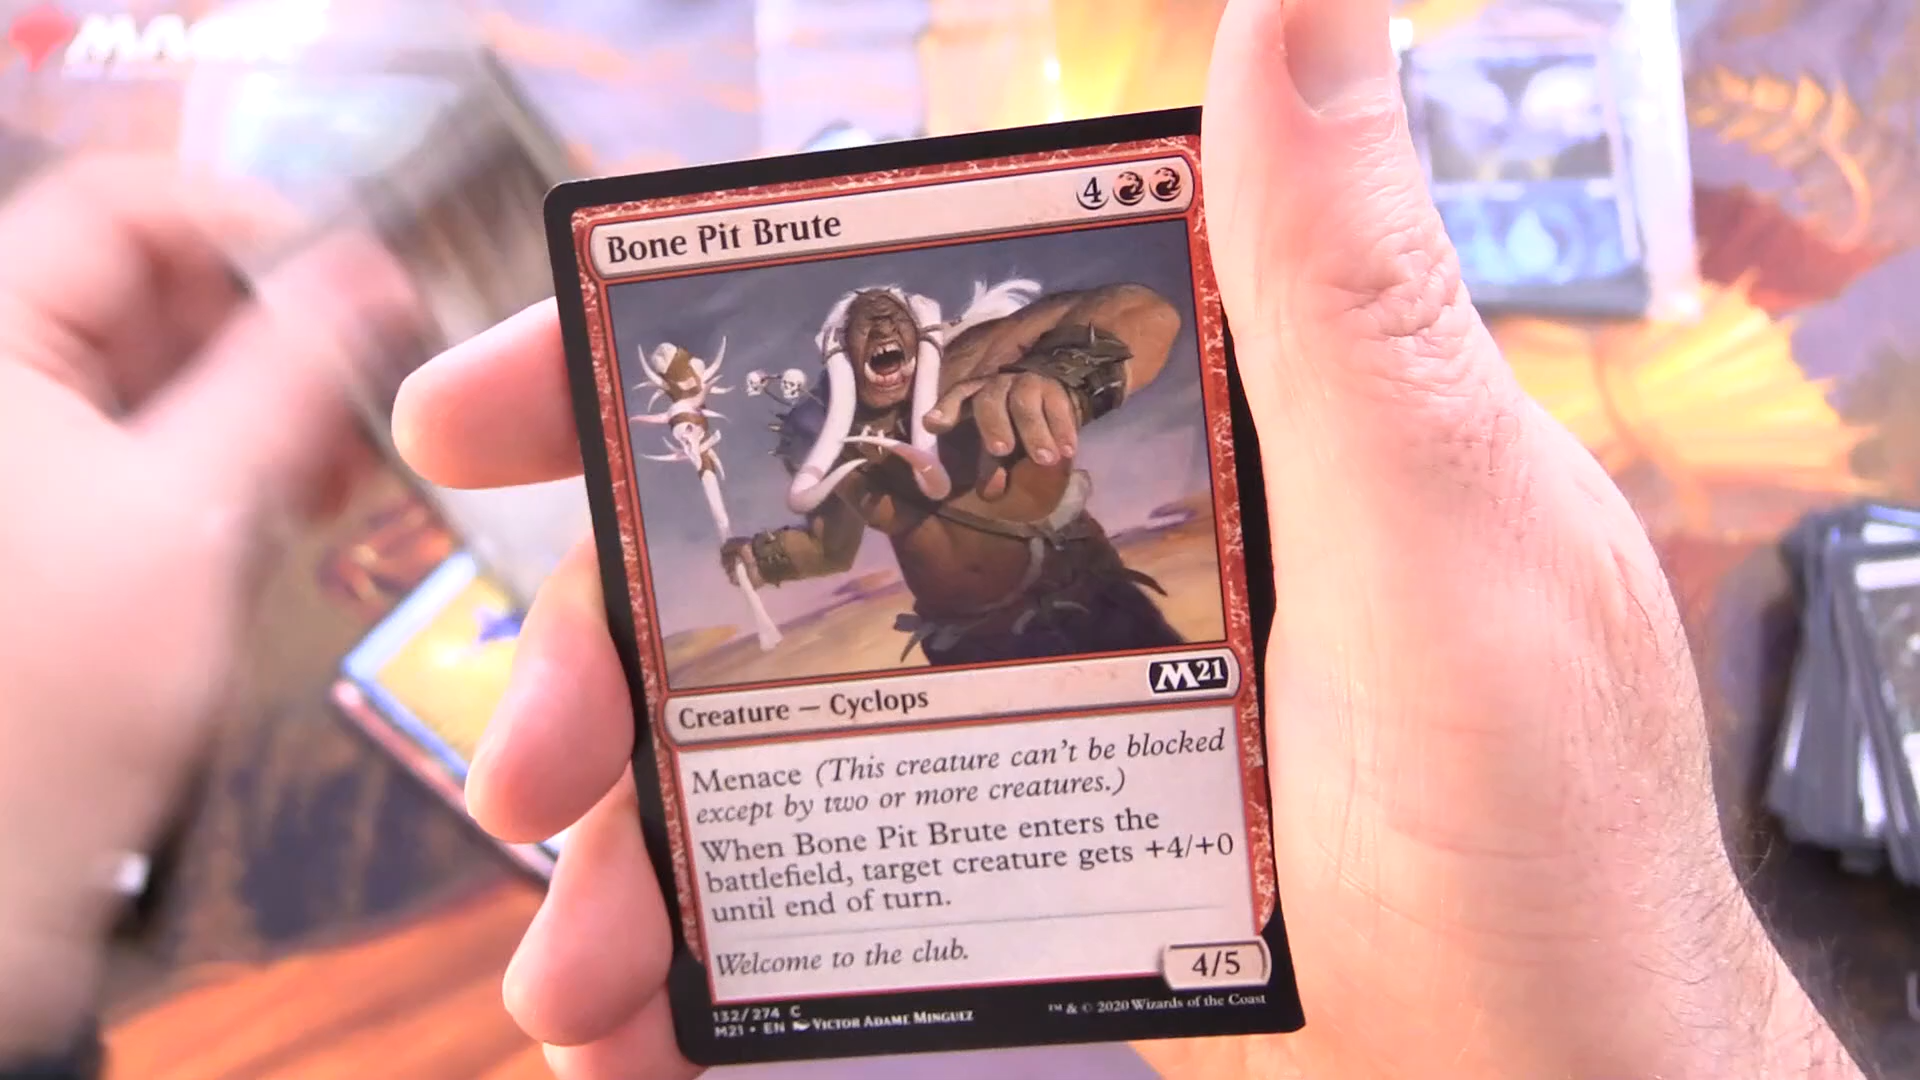 MAGIC
Bone Pit Brute
4
Creature — Cyclops
M21
Menace (This creature can't be blocked
except by two or more creatures.)
When Bone Pit Brute enters the
battlefield, target creature gets +4/+0
until end of turn.
Welcome to the club.
4/5
132/274 C
M21 • EN Victor Adame Minguez
™ & © 2020 Wizards of the Coast